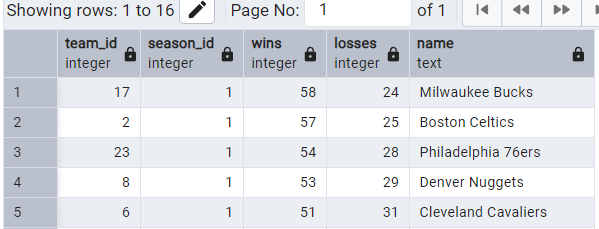 Showing rows: 1 to 16 Page No: 1 of 1
team_id season_id wins losses name
integer integer integer integer text
1 17 1 58 24 Milwaukee Bucks
2 2 1 57 25 Boston Celtics
3 23 1 54 28 Philadelphia 76ers
4 8 1 53 29 Denver Nuggets
5 6 1 51 31 Cleveland Cavaliers